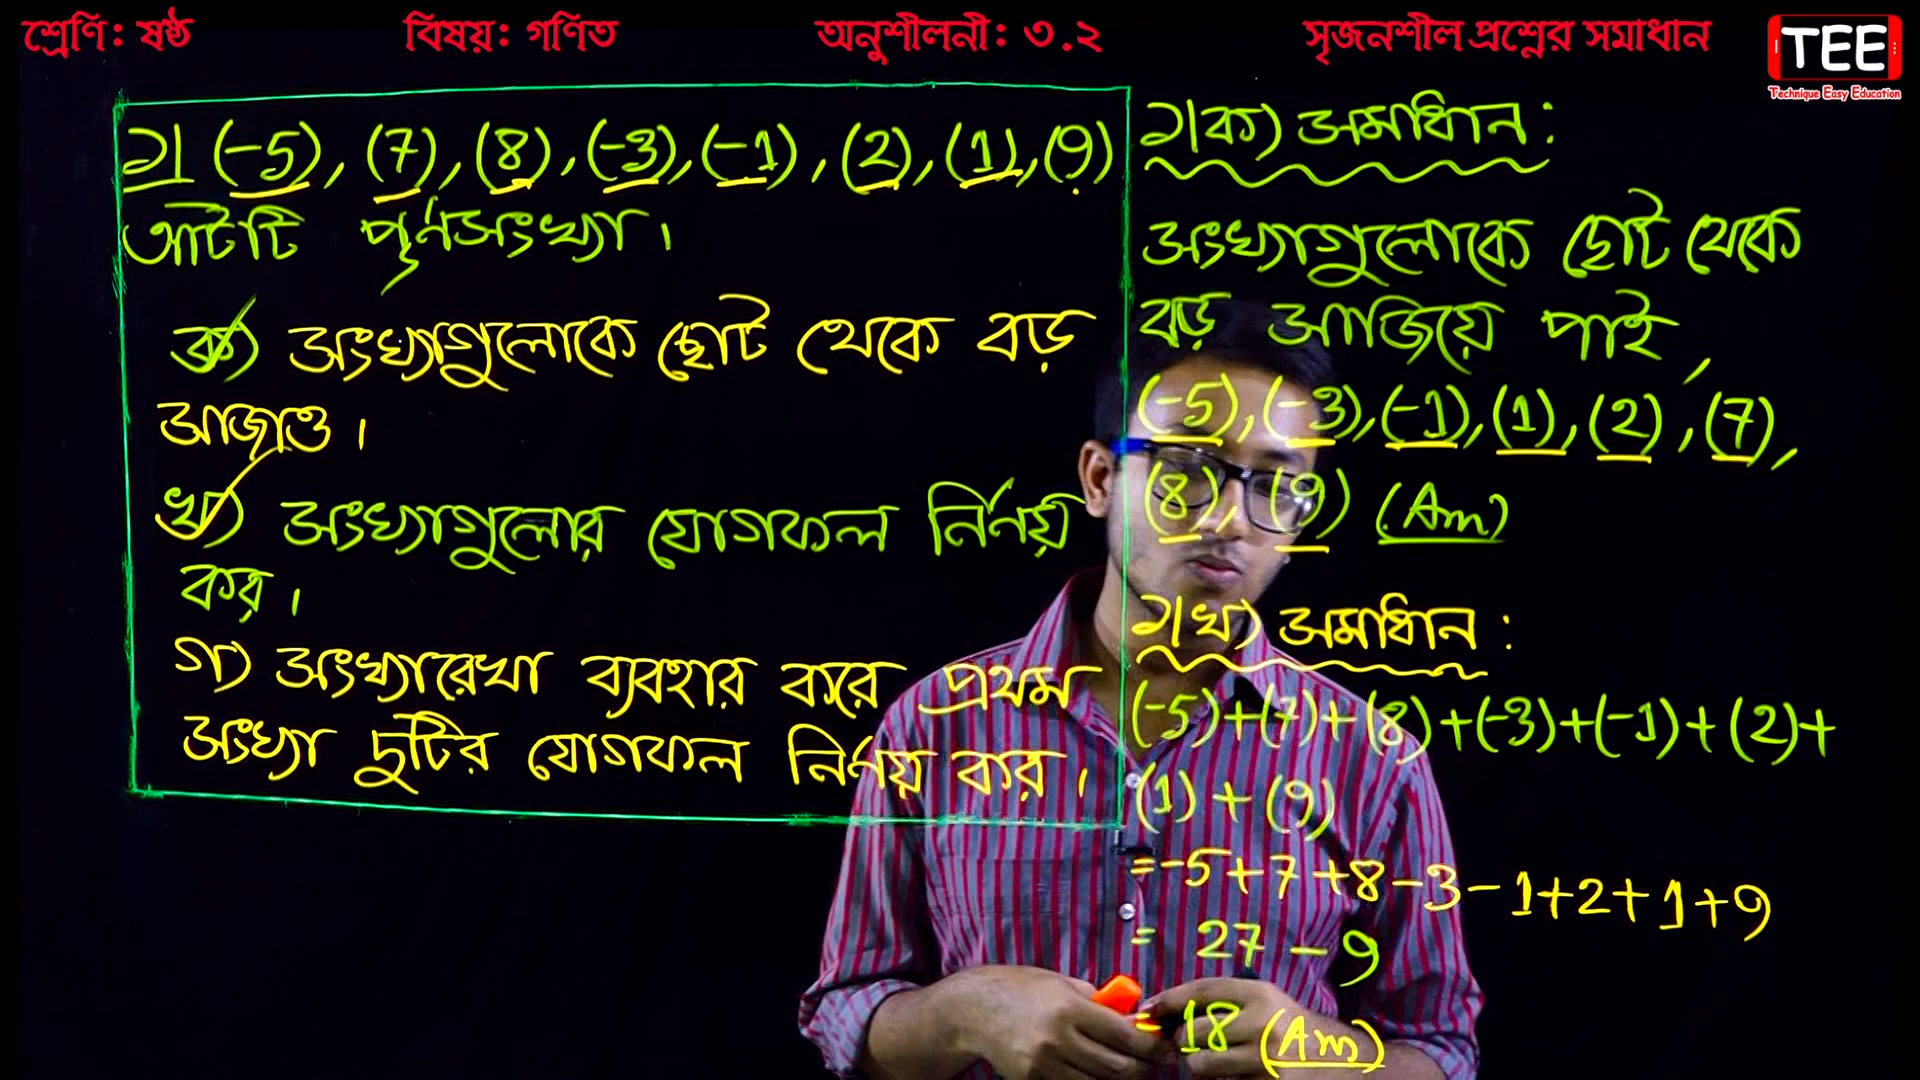 শ্রেণি: ষষ্ঠ বিষয়: গণিত অনুশীলনী: ৩.২ সৃজনশীল প্রশ্নের সমাধান
TEE
Technique Easy Education
১। (-5), (7), (8), (-3), (-1), (2), (1), (9)
আটটি পূর্ণসংখ্যা।
ক) সংখ্যাগুলোকে ছোট থেকে বড়
সাজাও।
খ) সংখ্যাগুলোর যোগফল নির্ণয়
কর।
গ) সংখ্যারেখা ব্যবহার করে প্রথম
সংখ্যা দুটির যোগফল নির্ণয় কর।
১।ক) সমাধান:
সংখ্যাগুলোকে ছোট থেকে
বড় সাজিয়ে পাই,
(-5), (-3), (-1), (1), (2), (7),
(8), (9) (Ans)
১।খ) সমাধান:
(-5)+(7)+(8)+(-3)+(-1)+(2)+
(1)+(9)
=-5+7+8-3-1+2+1+9
= 27-9
= 18 (Ans)